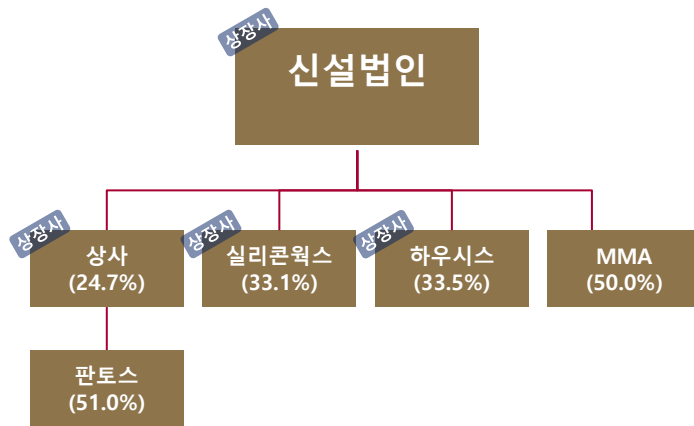 상장사
신설법인
상장사
상사
(24.7%)
상장사
실리콘웍스
(33.1%)
상장사
하우시스
(33.5%)
MMA
(50.0%)
판토스
(51.0%)